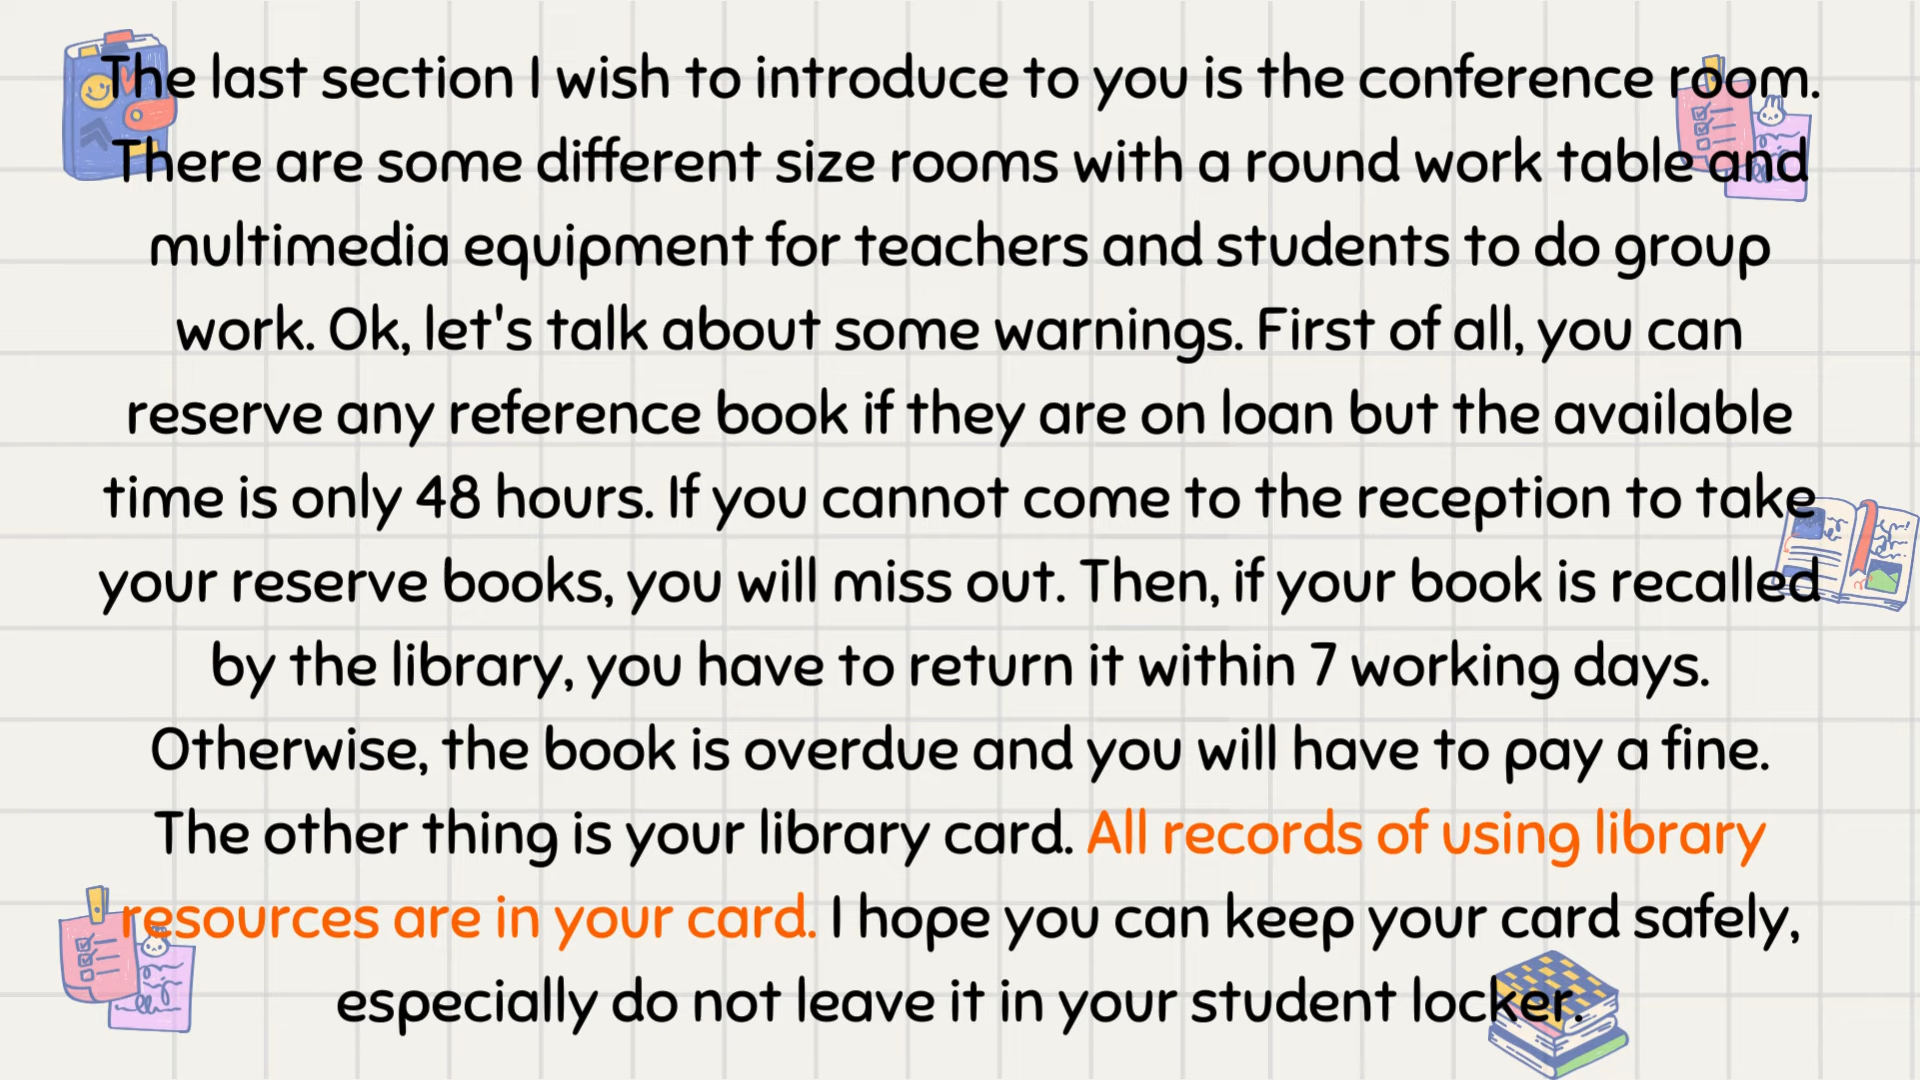 The last section I wish to introduce to you is the conference room.
There are some different size rooms with a round work table and
multimedia equipment for teachers and students to do group
work. Ok, let's talk about some warnings. First of all, you can
reserve any reference book if they are on loan but the available
time is only 48 hours. If you cannot come to the reception to take
your reserve books, you will miss out. Then, if your book is recalled
by the library, you have to return it within 7 working days.
Otherwise, the book is overdue and you will have to pay a fine.
The other thing is your library card. All records of using library
resources are in your card. I hope you can keep your card safely,
especially do not leave it in your student locker.